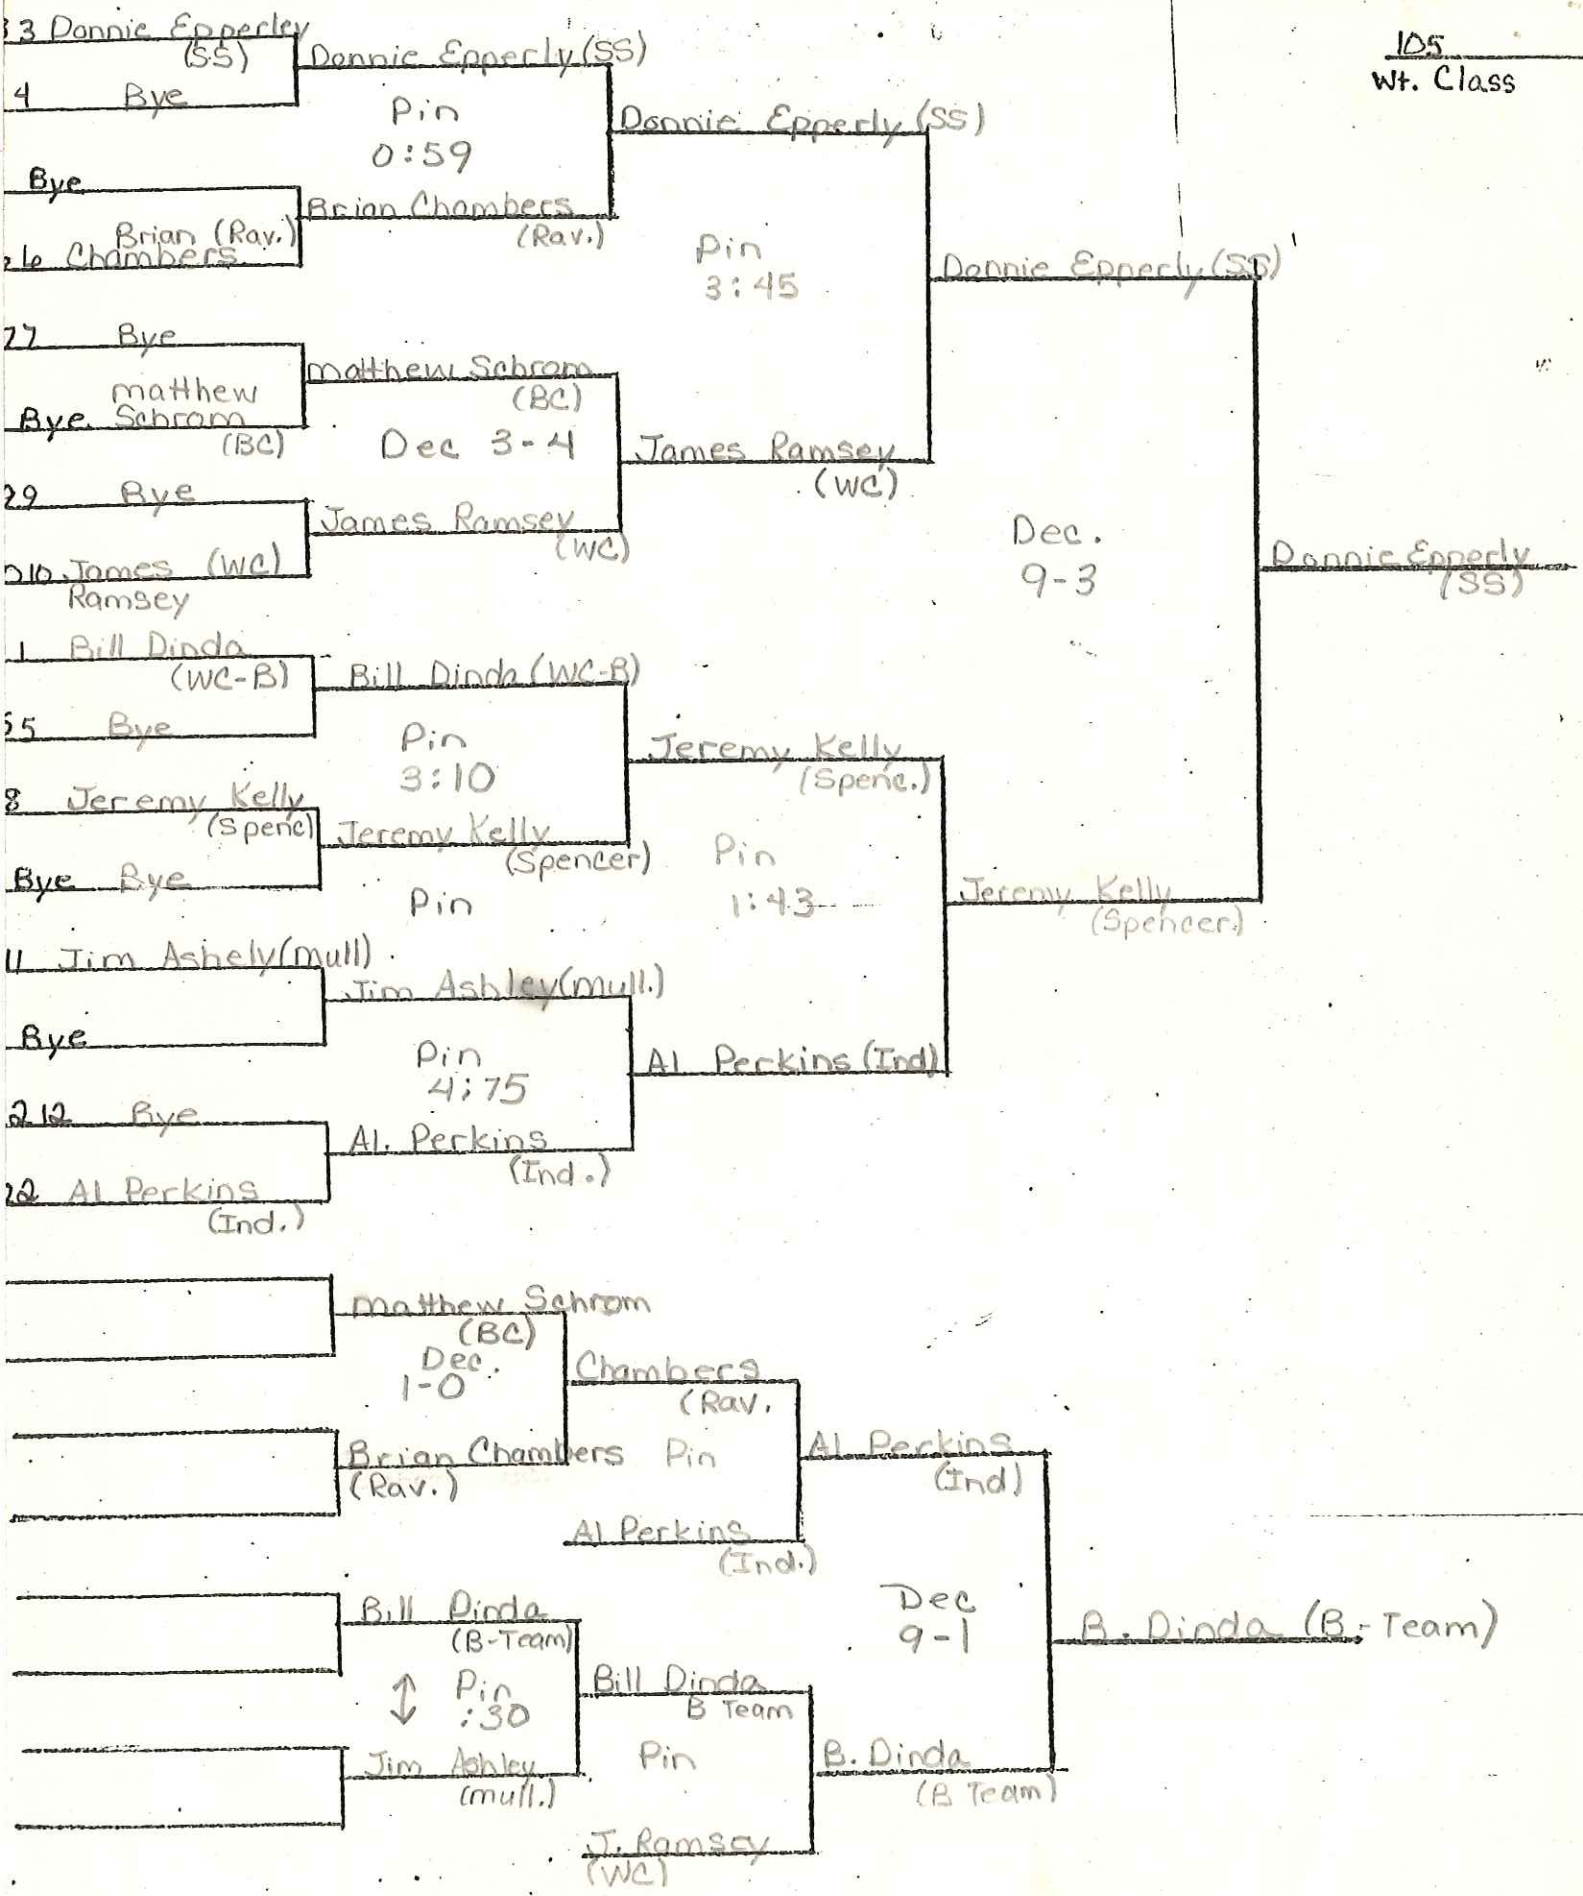 33 Donnie Epperley
(SS)
Donnie Epperly (SS)
105
Wt. Class
4 Bye
Pin
0:59
Donnie Epperly (SS)
Bye
Brian Chambers
(Rav.)
Brian (Rav.)
26 Chambers
Pin
3:45
Donnie Epperly (SS)
27 Bye
matthew Schrom
(BC)
matthew
Bye Schrom
(BC)
Dec 3-4
James Ramsey
(WC)
29 Bye
James Ramsey
(WC)
Dec.
9-3
Donnie Epperly
(SS)
210 James (WC)
Ramsey
1 Bill Dinda
(WC-B)
Bill Dinda (WC-B)
55 Bye
Pin
3:10
Jeremy Kelly
(Spenc.)
8 Jeremy Kelly
(Spenc)
Jeremy Kelly
(Spencer)
Bye Bye
Pin
Pin
1:43
Jeremy Kelly
(Spencer)
11 Jim Ashely (mull)
Jim Ashley (mull.)
Bye
Pin
4:75
Al Perkins (Ind)
212 Bye
Al. Perkins
(Ind.)
22 Al Perkins
(Ind.)
matthew Schrom
(BC)
Dec.
1-0
Chambers
(Rav.
Brian Chambers
(Rav.)
Pin
Al Perkins
(Ind)
Al Perkins
(Ind.)
Bill Dinda
(B-Team)
Dec
9-1
B. Dinda (B-Team)
↕ Pin
:30
Bill Dinda
B Team
Jim Ashley
(mull.)
Pin
B. Dinda
(B Team)
J. Ramsey
(WC)